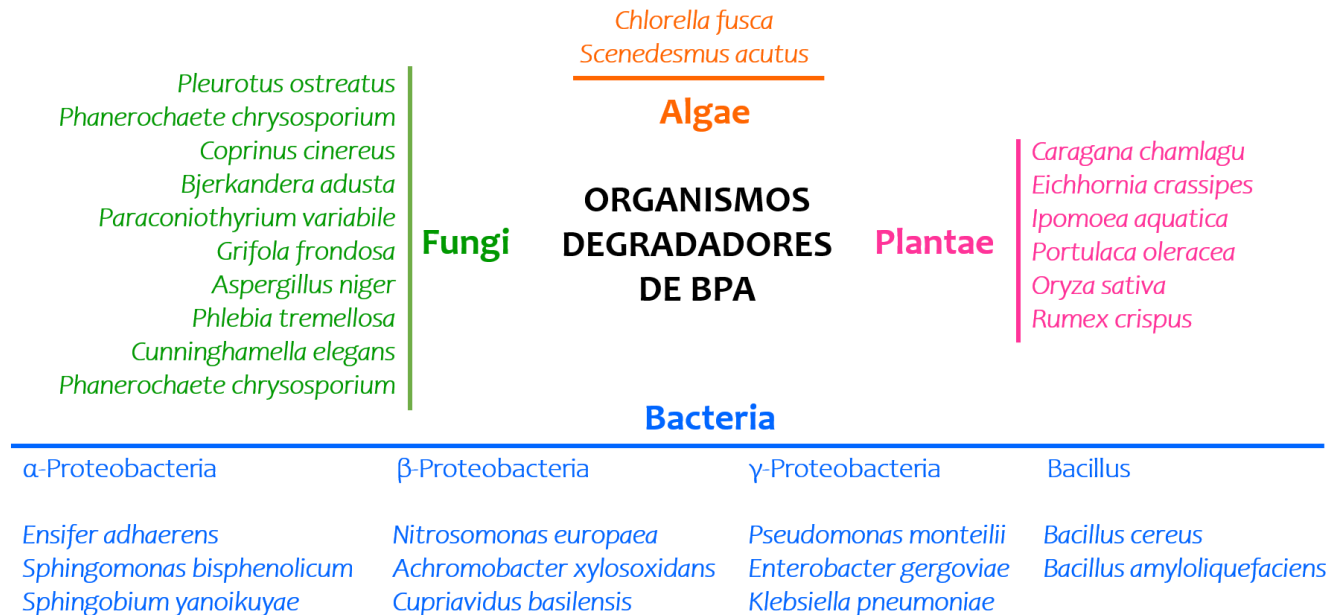 Chlorella fusca
Scenedesmus acutus
Algae
Pleurotus ostreatus
Phanerochaete chrysosporium
Coprinus cinereus
Bjerkandera adusta
Paraconiothyrium variabile
Grifola frondosa
Aspergillus niger
Phlebia tremellosa
Cunninghamella elegans
Phanerochaete chrysosporium
Fungi
ORGANISMOS
DEGRADADORES
DE BPA
Plantae
Caragana chamlagu
Eichhornia crassipes
Ipomoea aquatica
Portulaca oleracea
Oryza sativa
Rumex crispus
Bacteria
α-Proteobacteria
Ensifer adhaerens
Sphingomonas bisphenolicum
Sphingobium yanoikuyae
β-Proteobacteria
Nitrosomonas europaea
Achromobacter xylosoxidans
Cupriavidus basilensis
γ-Proteobacteria
Pseudomonas monteilii
Enterobacter gergoviae
Klebsiella pneumoniae
Bacillus
Bacillus cereus
Bacillus amyloliquefaciens